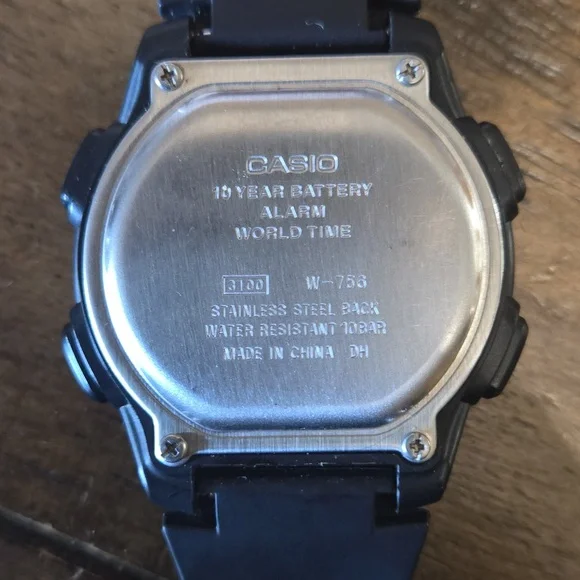 CASIO
10 YEAR BATTERY
ALARM
WORLD TIME
3100 W-756
STAINLESS STEEL BACK
WATER RESISTANT 10BAR
MADE IN CHINA DH